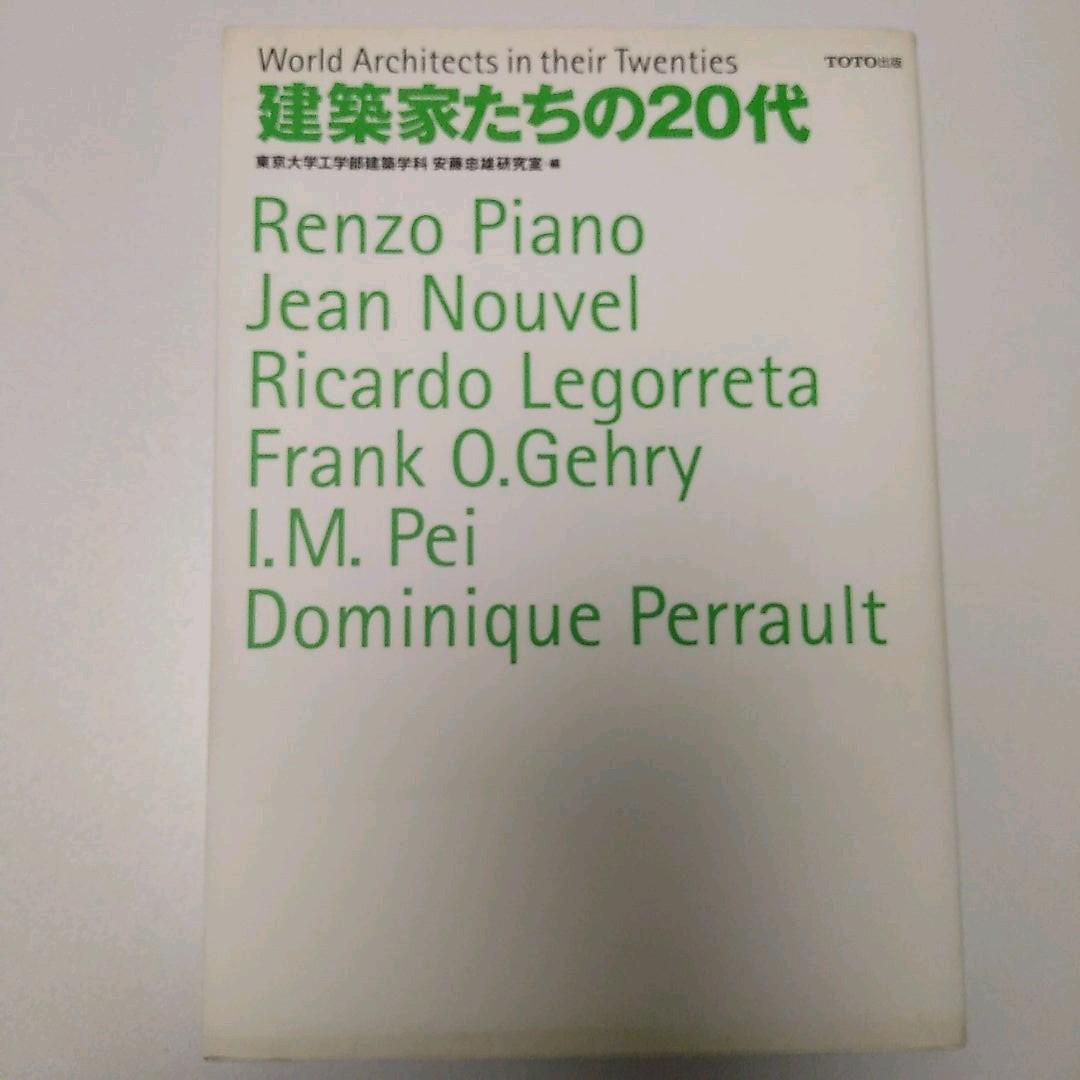 World Architects in their Twenties
TOTO出版
建築家たちの20代
東京大学工学部建築学科 安藤忠雄研究室・編
Renzo Piano
Jean Nouvel
Ricardo Legorreta
Frank O.Gehry
I.M. Pei
Dominique Perrault